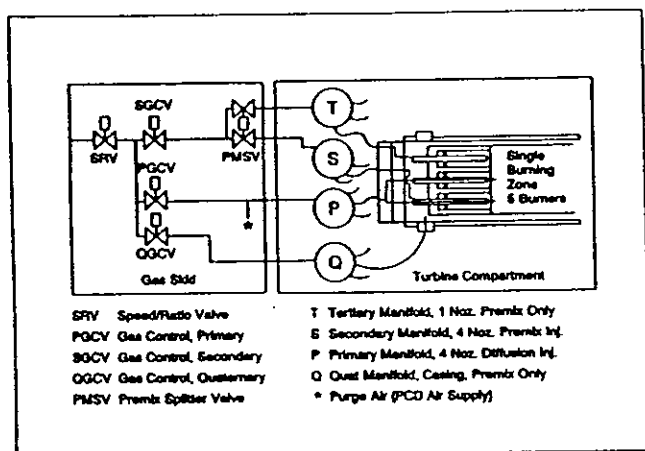 SGCV
SRV
PMSV
PGCV
QGCV
Gas Skid
T
S
P
Q
Single
Burning
Zone
5 Burners
Turbine Compartment
SRV Speed/Ratio Valve
PGCV Gas Control, Primary
SGCV Gas Control, Secondary
QGCV Gas Control, Quaternary
PMSV Premix Splitter Valve
T Tertiary Manifold, 1 Noz. Premix Only
S Secondary Manifold, 4 Noz. Premix Inj.
P Primary Manifold, 4 Noz. Diffusion Inj.
Q Quat Manifold, Casing, Premix Only
* Purge Air (PCD Air Supply)